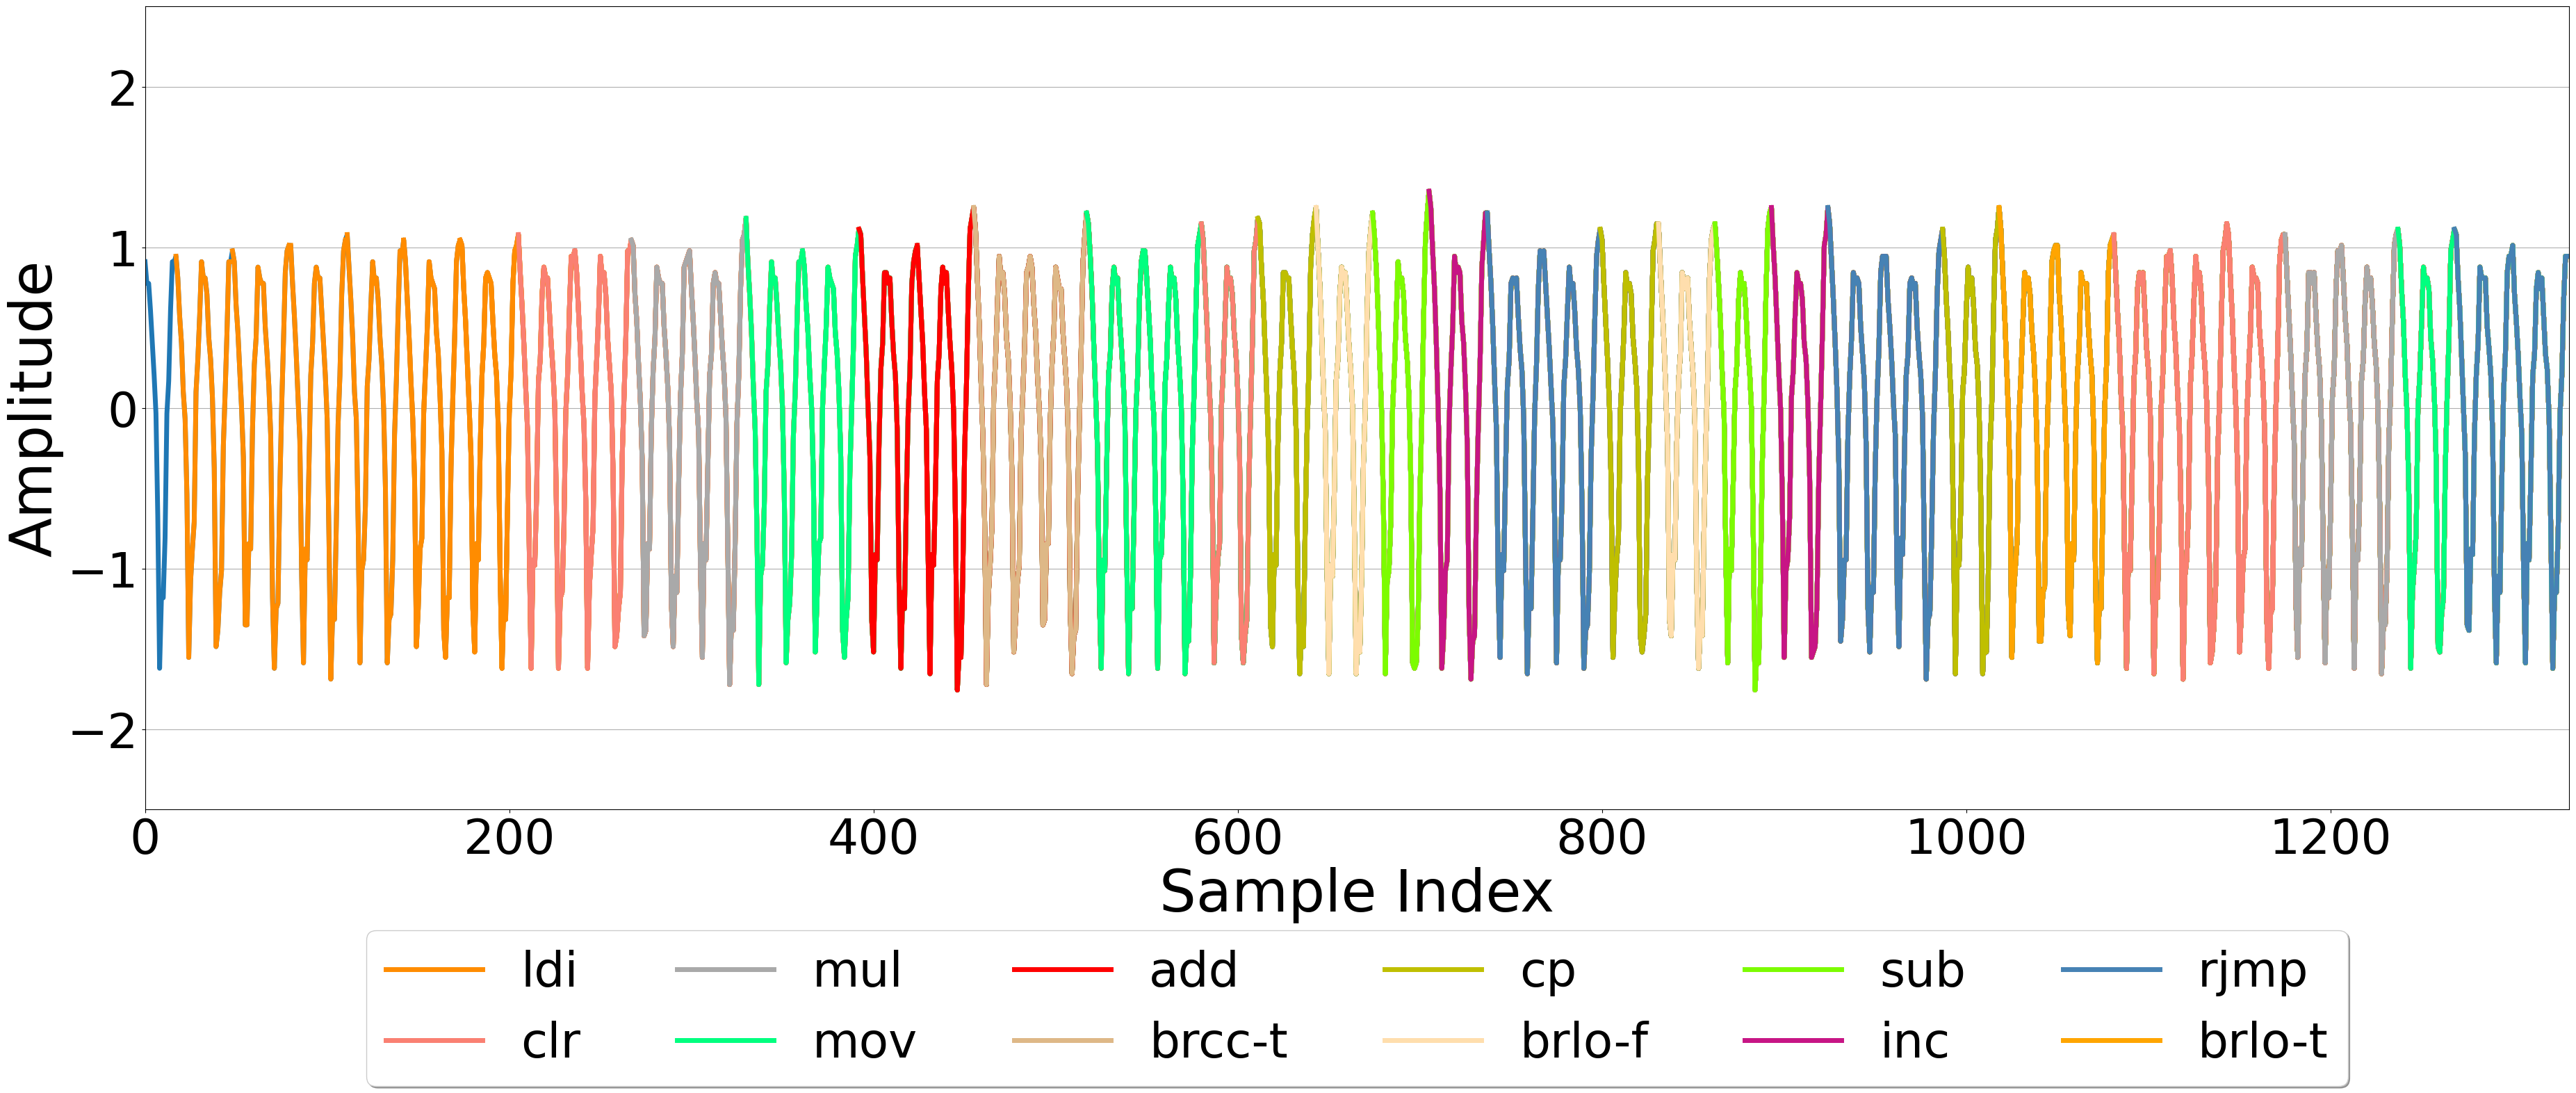 2
1
0
−1
−2
Amplitude
0 200 400 600 800 1000 1200
Sample Index
ldi mul add cp sub rjmp
clr mov brcc-t brlo-f inc brlo-t